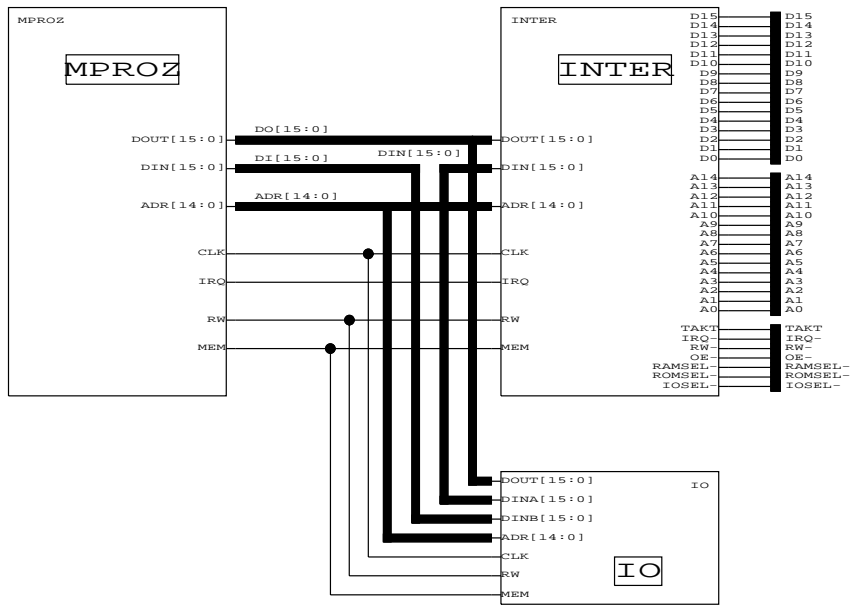 MPROZ
MPROZ
DOUT[15:0]
DIN[15:0]
ADR[14:0]
CLK
IRQ
RW
MEM
DO[15:0]
DI[15:0]
DIN[15:0]
ADR[14:0]
INTER
INTER
DOUT[15:0]
DIN[15:0]
ADR[14:0]
CLK
IRQ
RW
MEM
D15 D15
D14 D14
D13 D13
D12 D12
D11 D11
D10 D10
D9 D9
D8 D8
D7 D7
D6 D6
D5 D5
D4 D4
D3 D3
D2 D2
D1 D1
D0 D0
A14 A14
A13 A13
A12 A12
A11 A11
A10 A10
A9 A9
A8 A8
A7 A7
A6 A6
A5 A5
A4 A4
A3 A3
A2 A2
A1 A1
A0 A0
TAKT TAKT
IRQ- IRQ-
RW- RW-
OE- OE-
RAMSEL- RAMSEL-
ROMSEL- ROMSEL-
IOSEL- IOSEL-
IO
DOUT[15:0]
DINA[15:0]
DINB[15:0]
ADR[14:0]
CLK
RW
MEM
IO